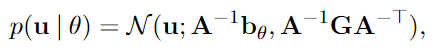 p(u | θ) = 𝒩(u; A⁻¹b_θ, A⁻¹GA⁻⊤),